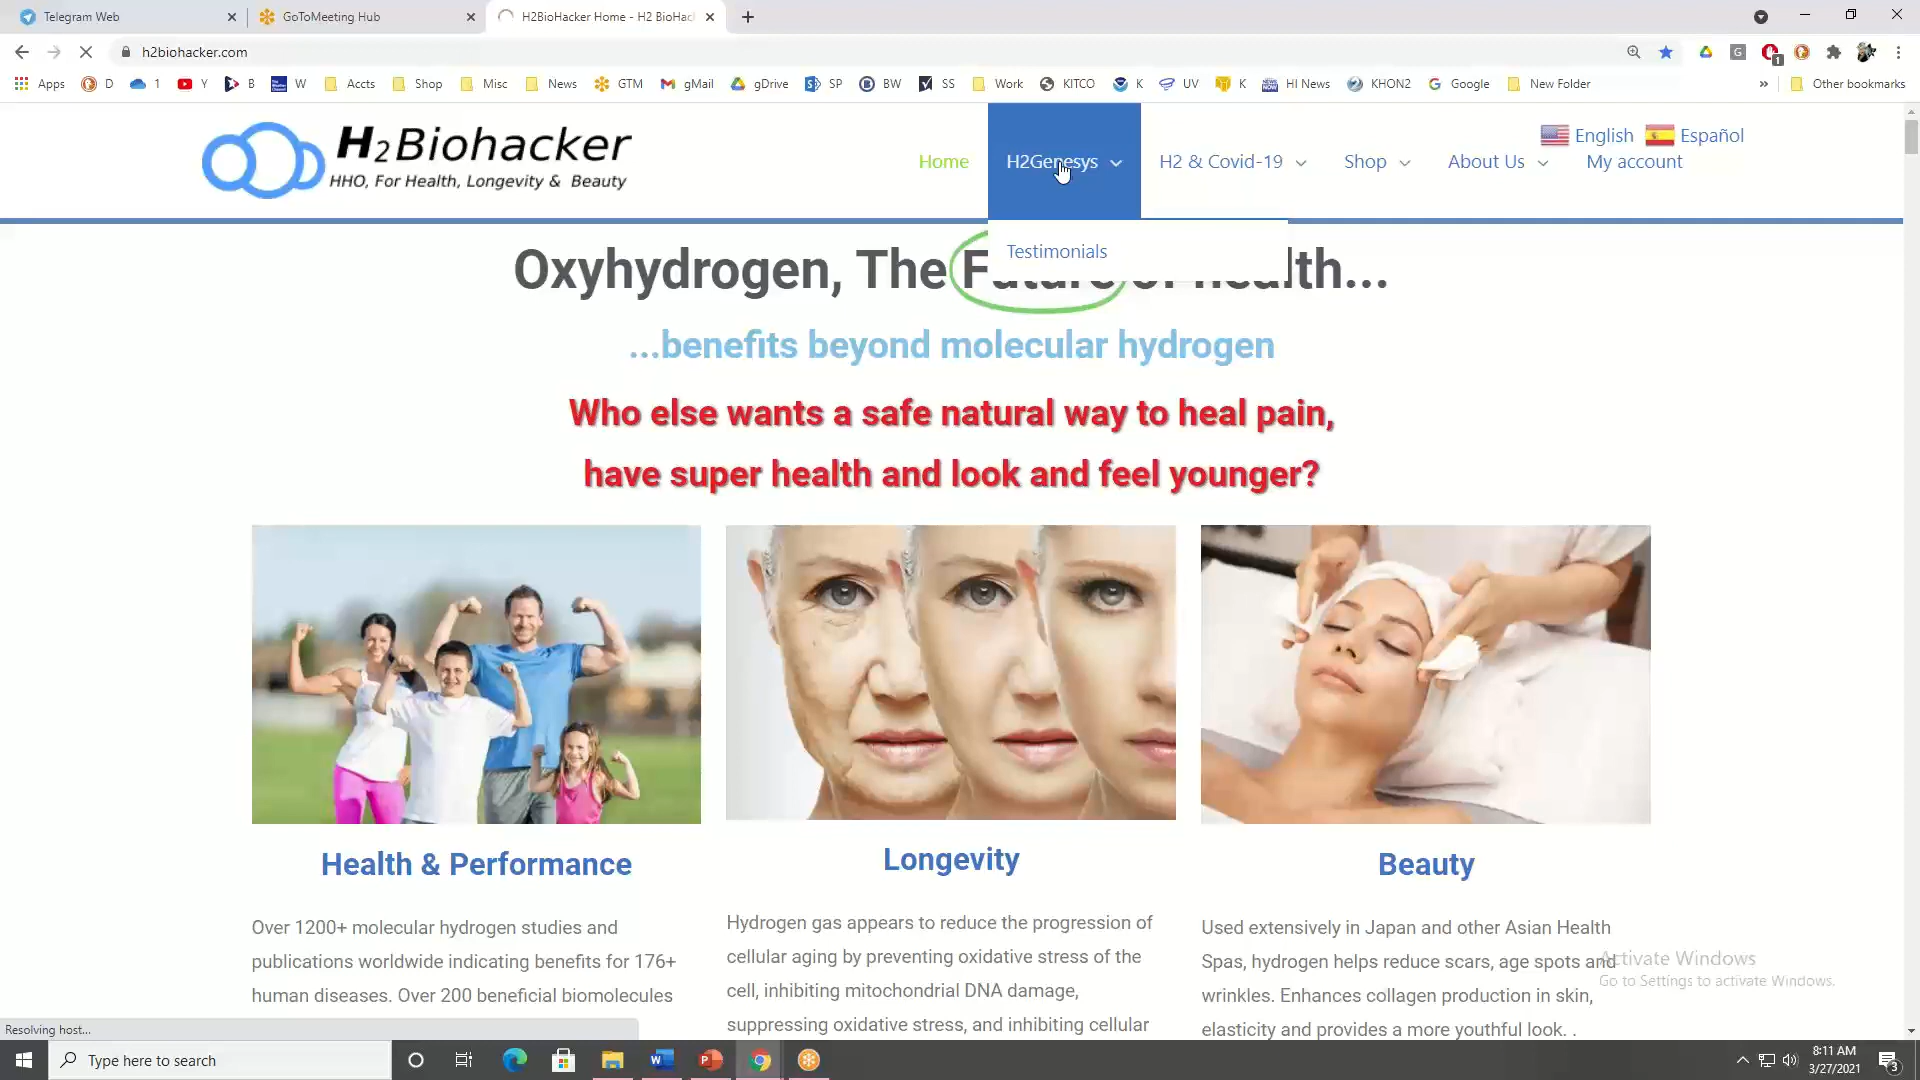 Telegram Web
GoToMeeting Hub
H2BioHacker Home - H2 BioHac
h2biohacker.com
G
1
Apps
D
1
Y
B
W
Accts
Shop
Misc
News
GTM
gMail
gDrive
SP
BW
SS
Work
KITCO
K
UV
K
HI News
KHON2
Google
New Folder
»
Other bookmarks
H2Biohacker
HHO, For Health, Longevity & Beauty
Home
H2Genesys
H2 & Covid-19
Shop
About Us
English
Español
My account
Testimonials
Oxyhydrogen, The Future of health...
...benefits beyond molecular hydrogen
Who else wants a safe natural way to heal pain,
have super health and look and feel younger?
Health & Performance
Over 1200+ molecular hydrogen studies and
publications worldwide indicating benefits for 176+
human diseases. Over 200 beneficial biomolecules
Longevity
Hydrogen gas appears to reduce the progression of
cellular aging by preventing oxidative stress of the
cell, inhibiting mitochondrial DNA damage,
suppressing oxidative stress, and inhibiting cellular
Beauty
Used extensively in Japan and other Asian Health
Spas, hydrogen helps reduce scars, age spots and
wrinkles. Enhances collagen production in skin,
elasticity and provides a more youthful look. .
Activate Windows
Go to Settings to activate Windows.
Resolving host...
Type here to search
8:11 AM
3/27/2021
3